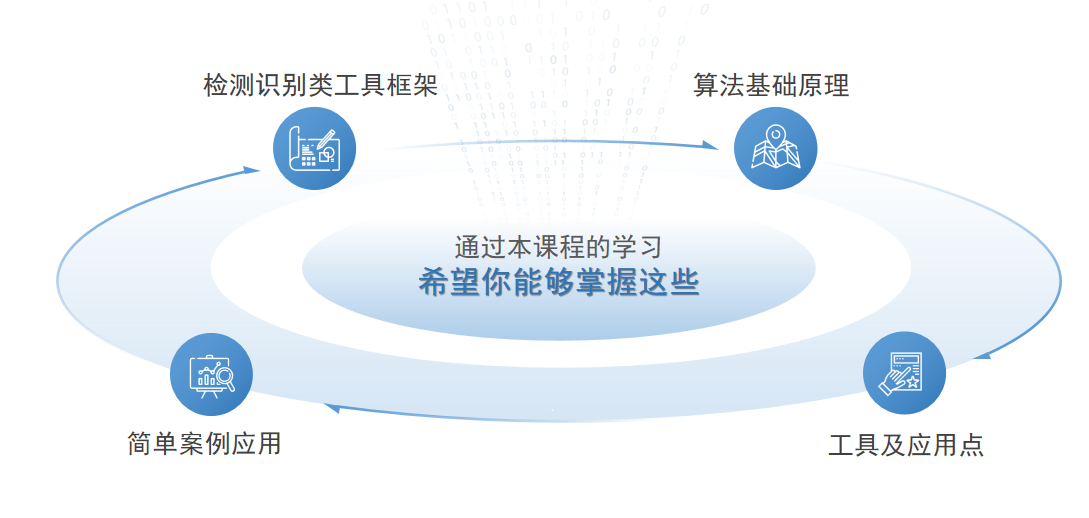 检测识别类工具框架
算法基础原理
通过本课程的学习
希望你能够掌握这些
简单案例应用
工具及应用点